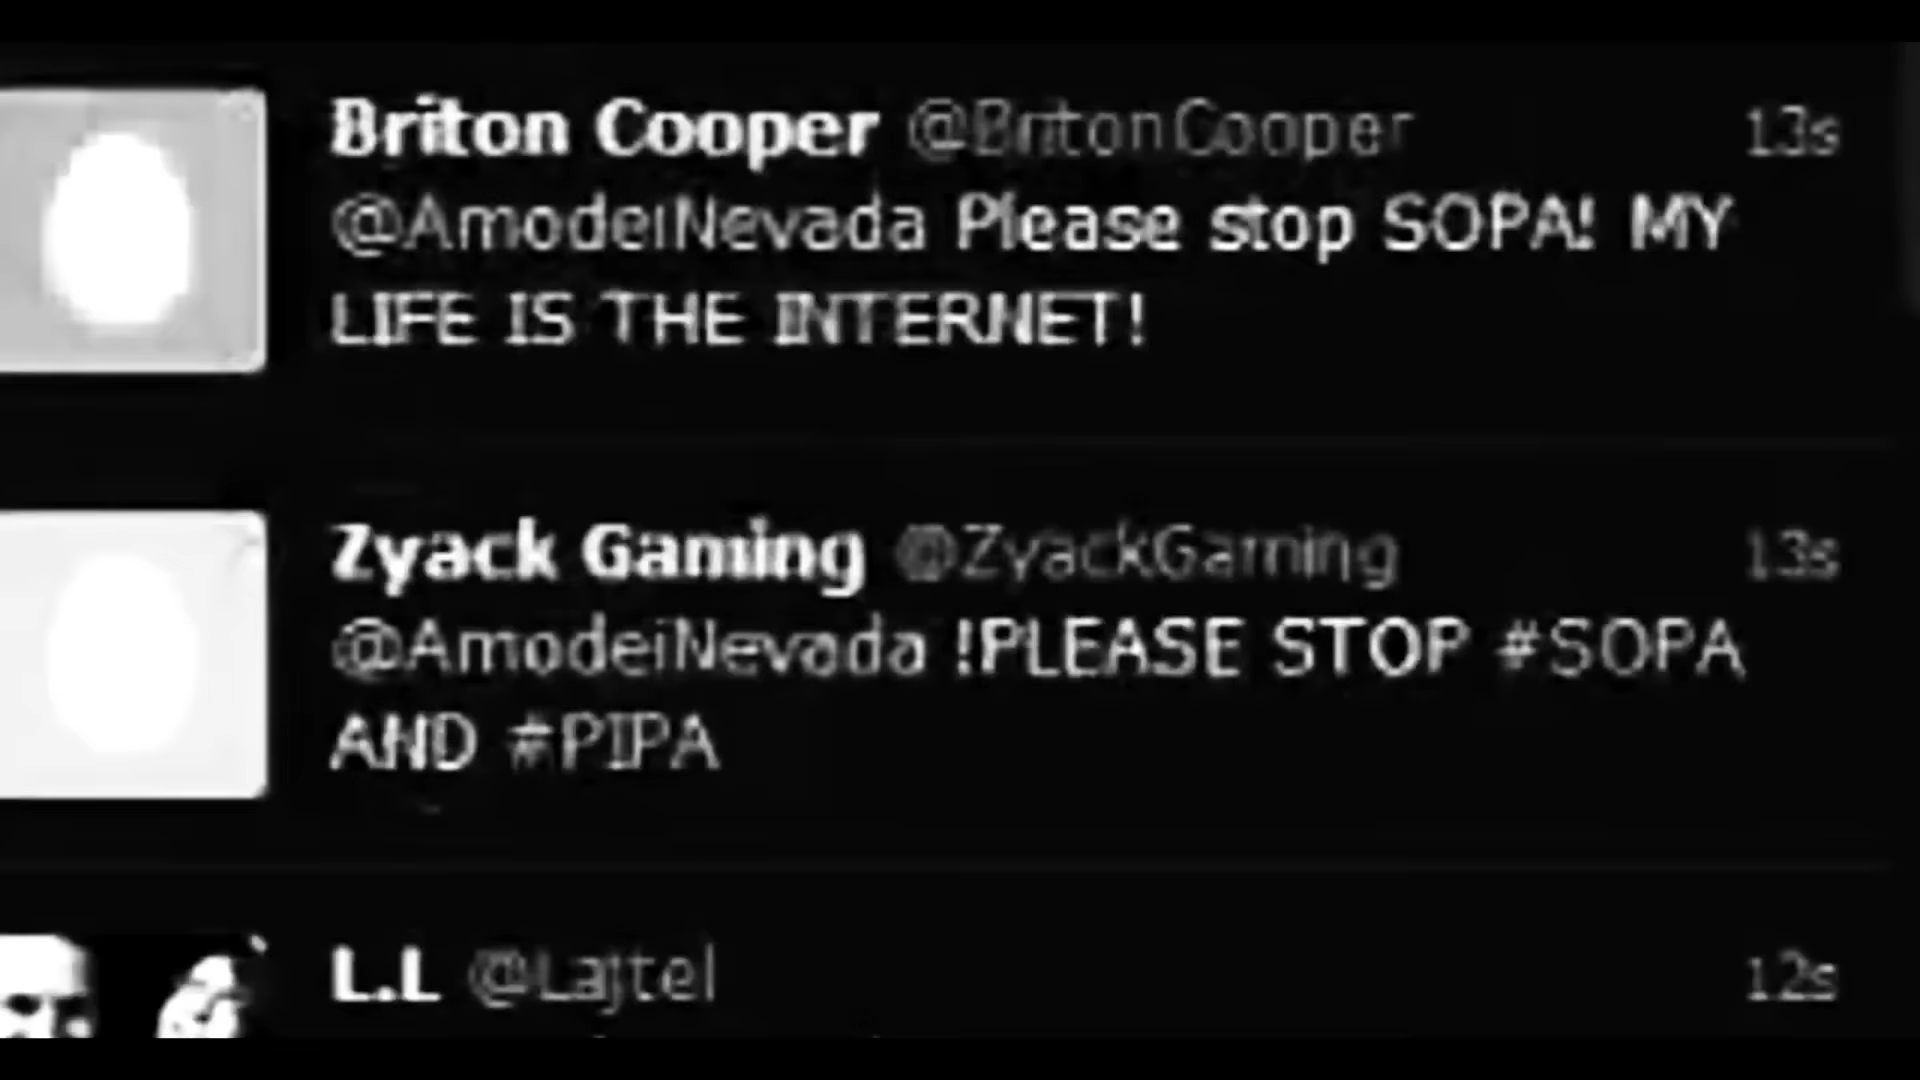 Briton Cooper @BritonCooper 13s
@AmodeiNevada Please stop SOPA! MY
LIFE IS THE INTERNET!
Zyack Gaming @ZyackGaming 13s
@AmodeiNevada !PLEASE STOP #SOPA
AND #PIPA
L.L @Lajtel 12s